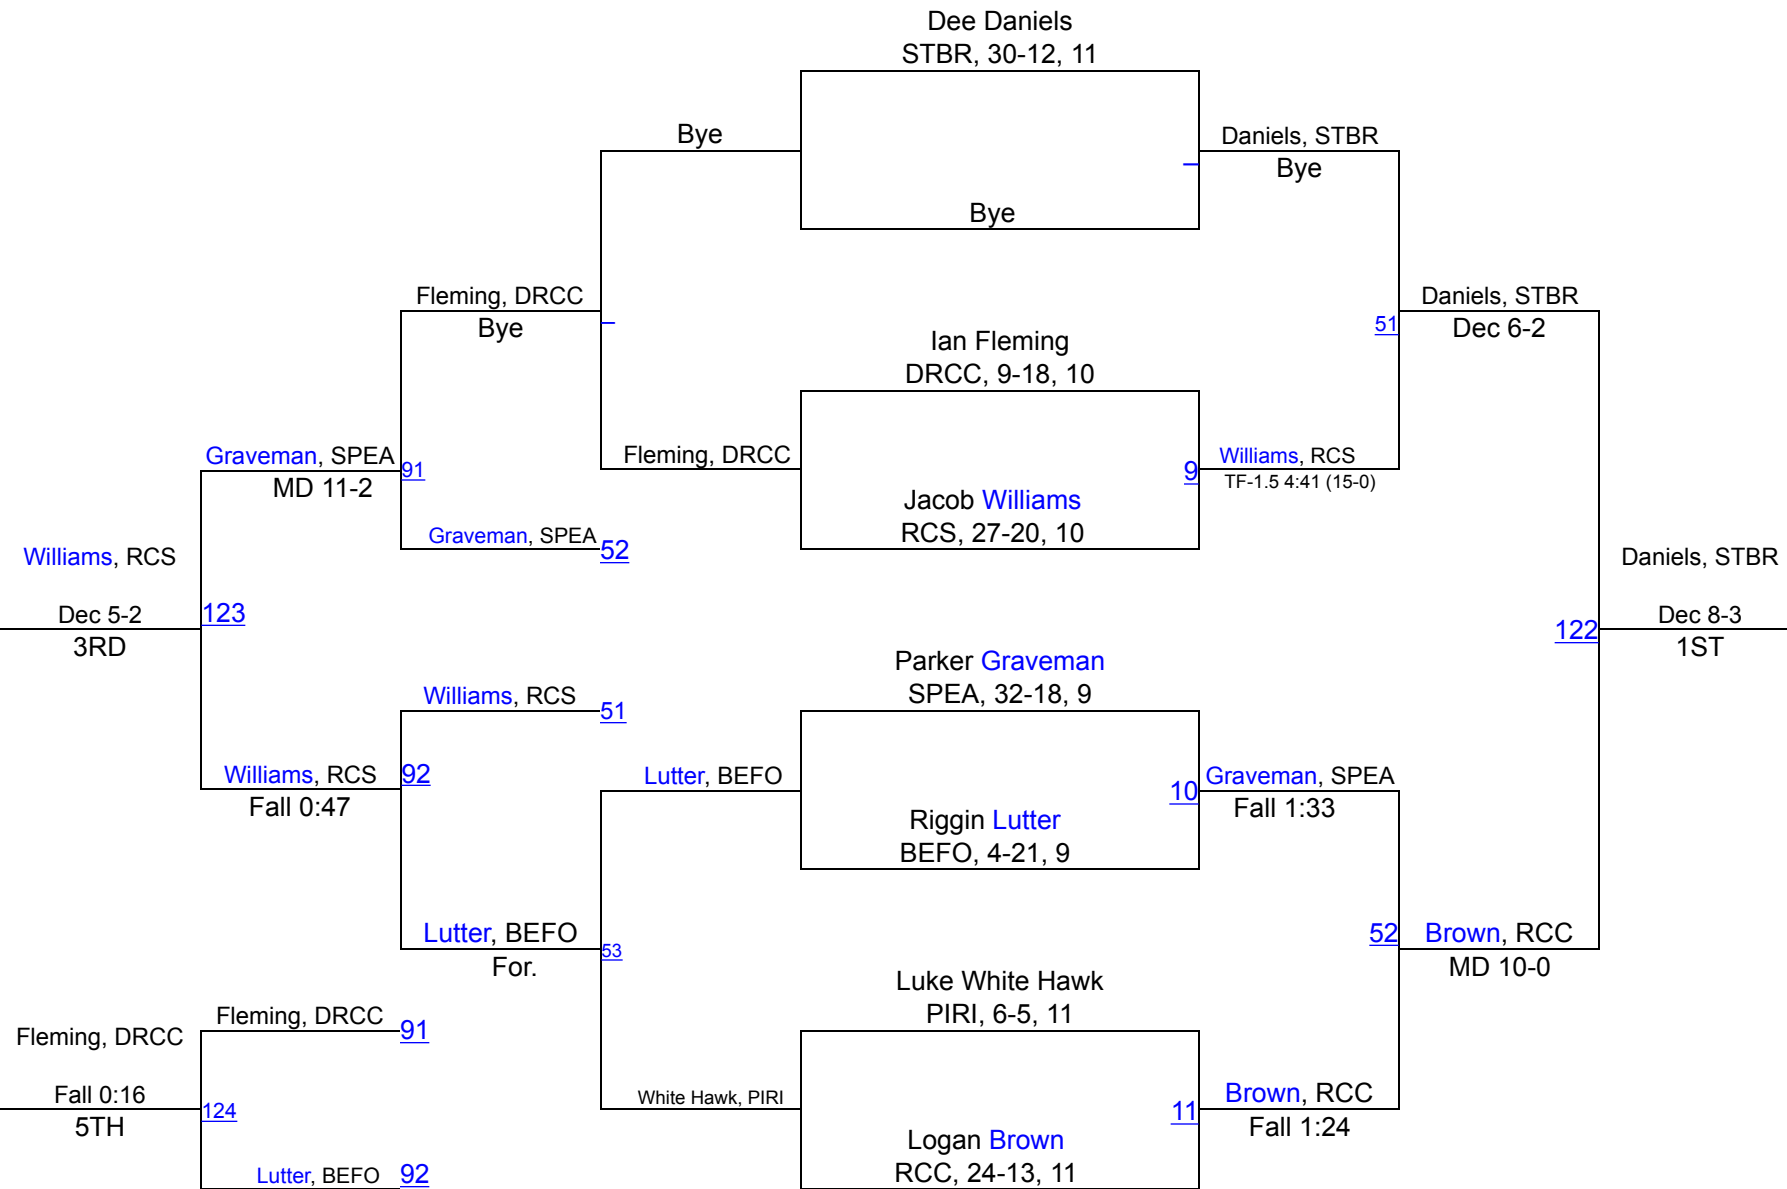 Dee Daniels
STBR, 30-12, 11
Bye
Daniels, STBR
Bye
Bye
Fleming, DRCC
Bye
Daniels, STBR
51
Dec 6-2
Ian Fleming
DRCC, 9-18, 10
Graveman, SPEA
91
MD 11-2
Fleming, DRCC
9
Williams, RCS
TF-1.5 4:41 (15-0)
Jacob Williams
RCS, 27-20, 10
Graveman, SPEA
52
Williams, RCS
Dec 5-2
3RD
123
Daniels, STBR
122
Dec 8-3
1ST
Parker Graveman
SPEA, 32-18, 9
Williams, RCS
51
Williams, RCS
92
Fall 0:47
Lutter, BEFO
10
Graveman, SPEA
Fall 1:33
Riggin Lutter
BEFO, 4-21, 9
Lutter, BEFO
53
For.
52
Brown, RCC
MD 10-0
Luke White Hawk
PIRI, 6-5, 11
Fleming, DRCC
Fleming, DRCC
91
Fall 0:16
5TH
124
White Hawk, PIRI
11
Brown, RCC
Fall 1:24
Logan Brown
RCC, 24-13, 11
Lutter, BEFO
92